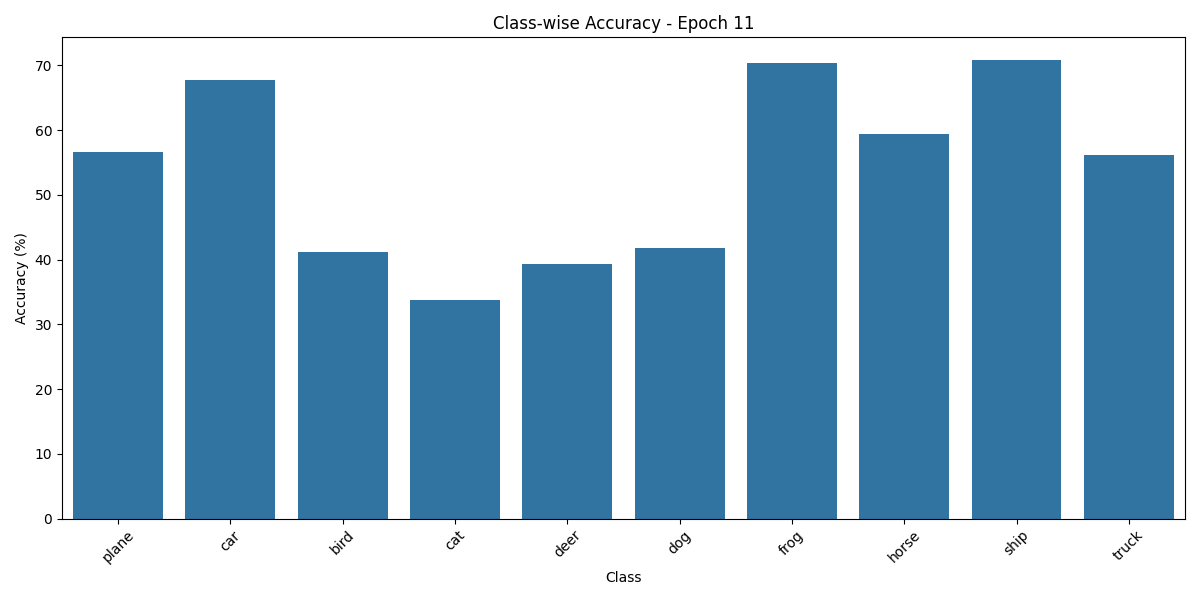 Class-wise Accuracy - Epoch 11
Accuracy (%)
70
60
50
40
30
20
10
0
plane
car
bird
cat
deer
dog
frog
horse
ship
truck
Class